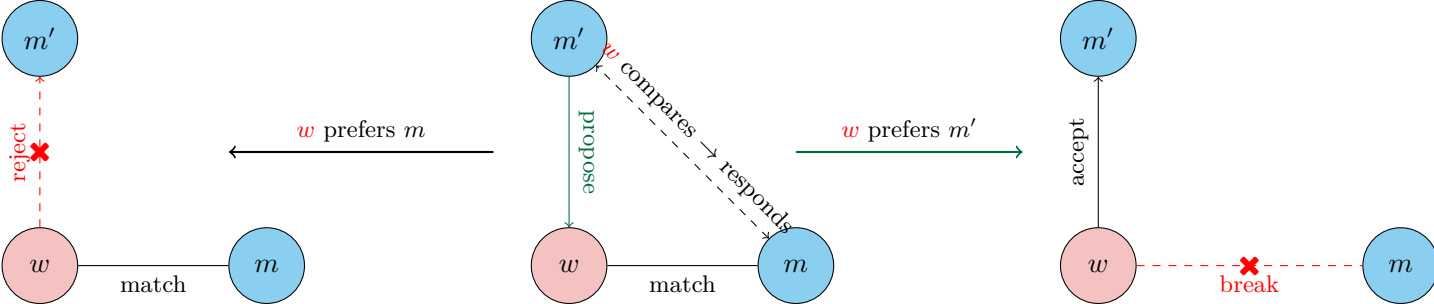 m′
reject
w
match
m
w prefers m
m′
w compares → responds
propose
w
match
m
w prefers m′
m′
accept
w
break
m